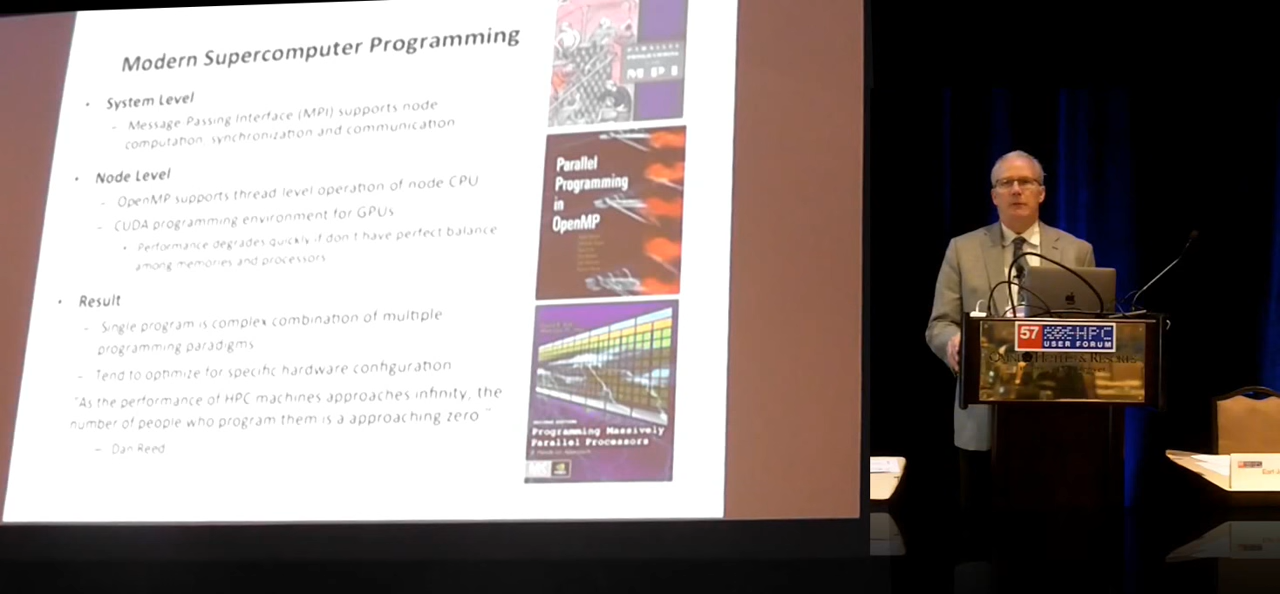 Modern Supercomputer Programming
• System Level
– Message Passing Interface (MPI) supports node
computation, synchronization and communication
• Node Level
– OpenMP supports thread level operation of node CPU
– CUDA programming environment for GPUs
• Performance degrades quickly if don't have perfect balance
among memories and processors
• Result
– Single program is complex combination of multiple
programming paradigms
– Tend to optimize for specific hardware configuration
"As the performance of HPC machines approaches infinity, the
number of people who program them is a approaching zero "
– Dan Reed
MPI
Parallel
Programming
in
OpenMP
Programming Massively
Parallel Processors
57 HPC
USER FORUM
OMNI HOTELS & RESORTS